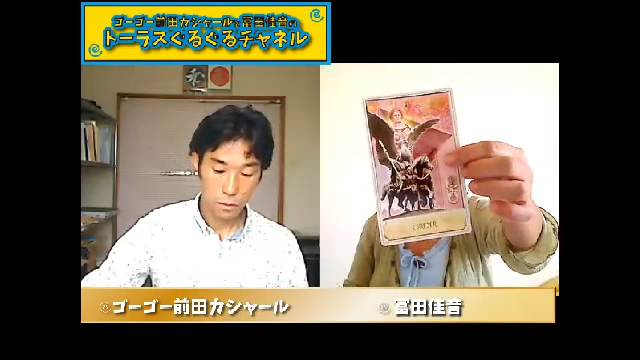 ゴーゴー前田カシャールと冨田佳音の
トーラスぐるぐるチャネル
ORDER
ゴーゴー前田カシャール
冨田佳音